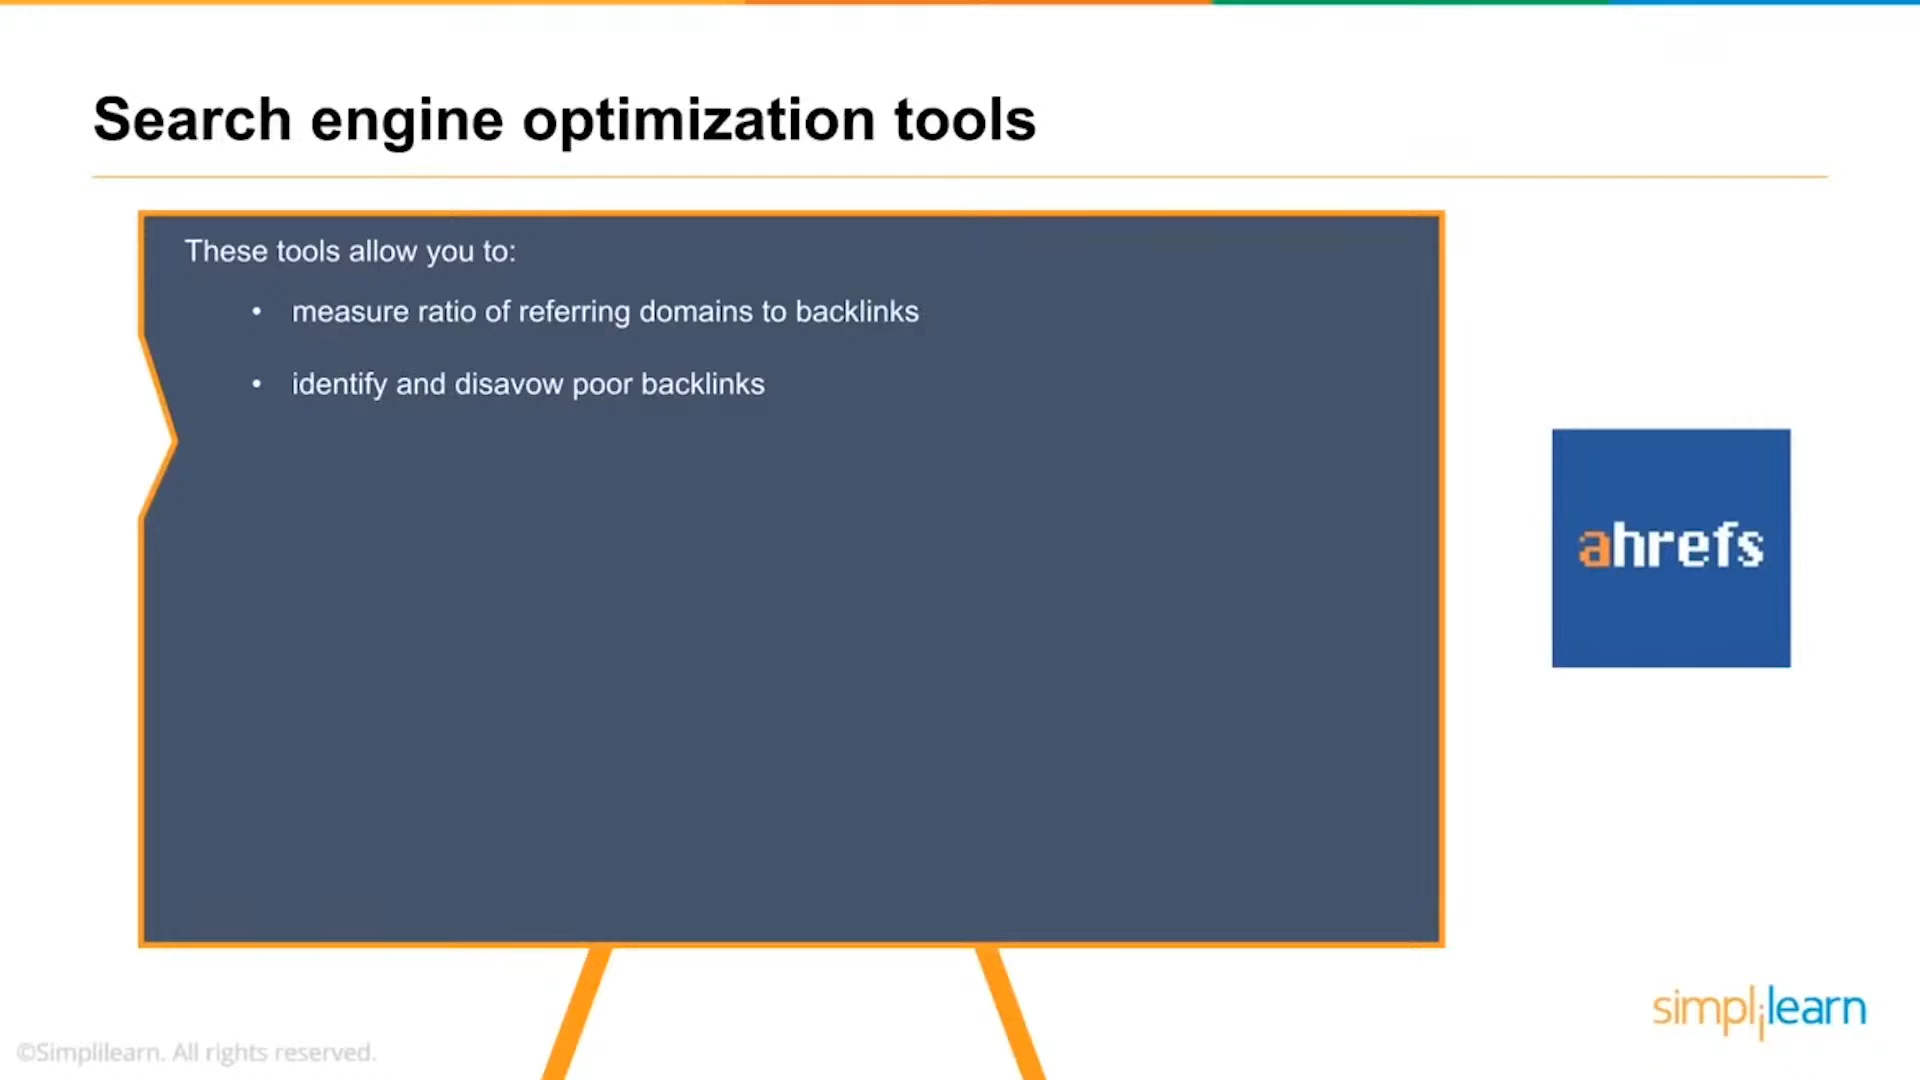 Search engine optimization tools
These tools allow you to:
• measure ratio of referring domains to backlinks
• identify and disavow poor backlinks
ahrefs
simplilearn
©Simplilearn. All rights reserved.